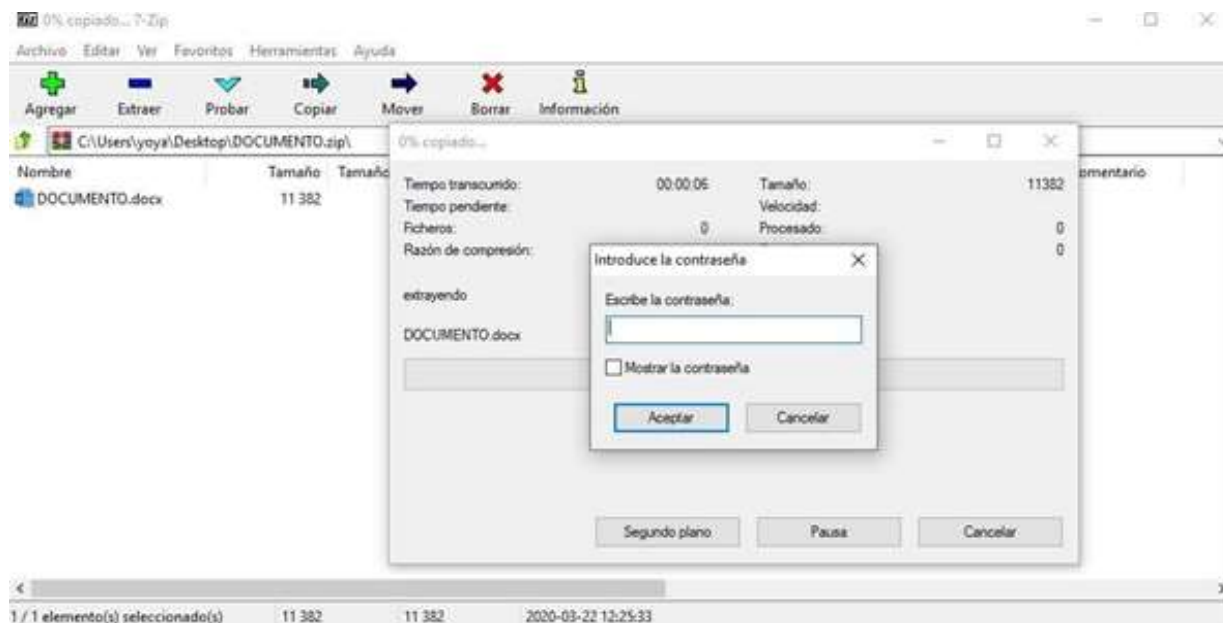 0% copiado... 7-Zip
Archivo Editar Ver Favoritos Herramientas Ayuda
Agregar Extraer Probar Copiar Mover Borrar Información
C:\Users\yoya\Desktop\DOCUMENTO.zip\
Nombre Tamaño Tamaño omentario
DOCUMENTO.docx 11 382
0% copiado...
Tiempo transcurrido: 00:00:06 Tamaño: 11382
Tiempo pendiente: Velocidad:
Ficheros: 0 Procesado: 0
Razón de compresión: 0
extrayendo
DOCUMENTO.docx
Introduce la contraseña
Escribe la contraseña:
Mostrar la contraseña
Aceptar Cancelar
Segundo plano Pausa Cancelar
1 / 1 elemento(s) seleccionado(s) 11 382 11 382 2020-03-22 12:25:33